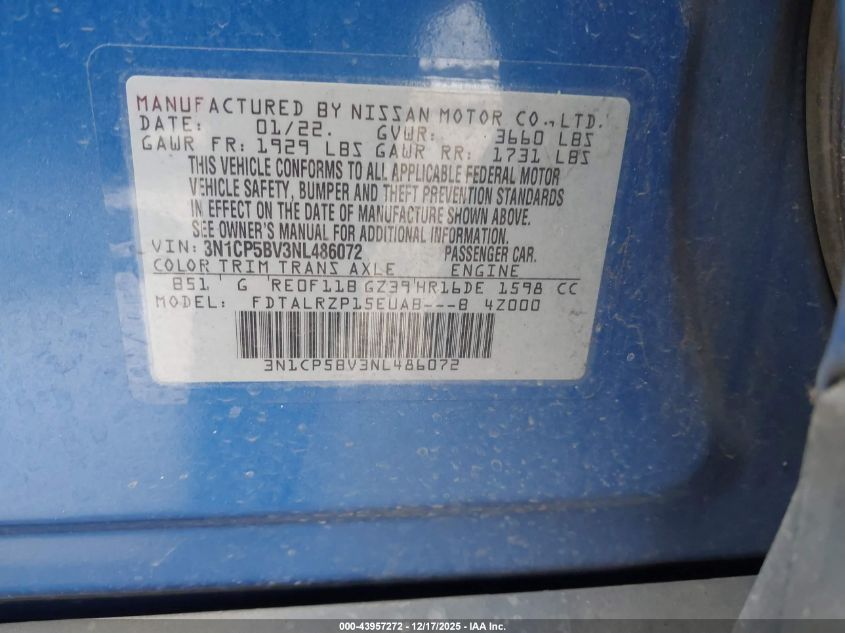 MANUFACTURED BY NISSAN MOTOR CO.,LTD.
DATE: 01/22. GVWR: 3660 LBS
GAWR FR: 1929 LBS GAWR RR: 1731 LBS
THIS VEHICLE CONFORMS TO ALL APPLICABLE FEDERAL MOTOR
VEHICLE SAFETY, BUMPER AND THEFT PREVENTION STANDARDS
IN EFFECT ON THE DATE OF MANUFACTURE SHOWN ABOVE.
SEE OWNER'S MANUAL FOR ADDITIONAL INFORMATION.
VIN: 3N1CP5BV3NL486072 PASSENGER CAR.
COLOR TRIM TRANS AXLE ENGINE
B51 G RE0F11B GZ39 HR16DE 1598 CC
MODEL: FDTALRZP15EUAB---B 4Z000
3N1CP5BV3NL486072
000-43957272 - 12/17/2025 - IAA Inc.